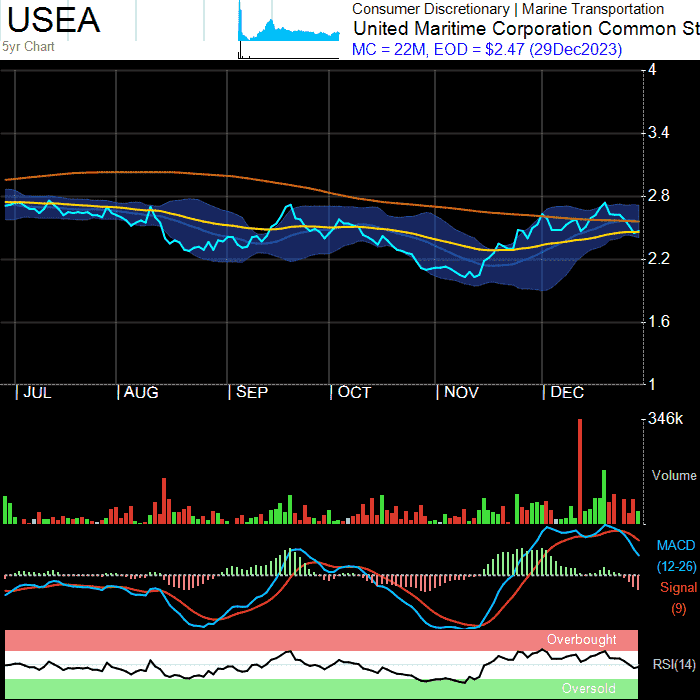 USEA
5yr Chart
Consumer Discretionary | Marine Transportation
United Maritime Corporation Common St
MC = 22M, EOD = $2.47 (29Dec2023)
4
3.4
2.8
2.2
1.6
1
| JUL | AUG | SEP | OCT | NOV | DEC
346k
Volume
MACD
(12-26)
Signal
(9)
Overbought
RSI(14)
Oversold